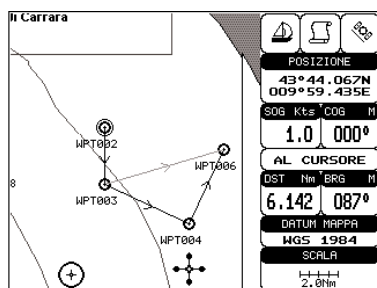 di Carrara
WPT002
WPT006
WPT003
WPT004
8
POSIZIONE
43°44.067N
009°59.435E
SOG Kts COG M
1.0 000°
AL CURSORE
DST Nm BRG M
6.142 087°
DATUM MAPPA
WGS 1984
SCALA
2.0Nm